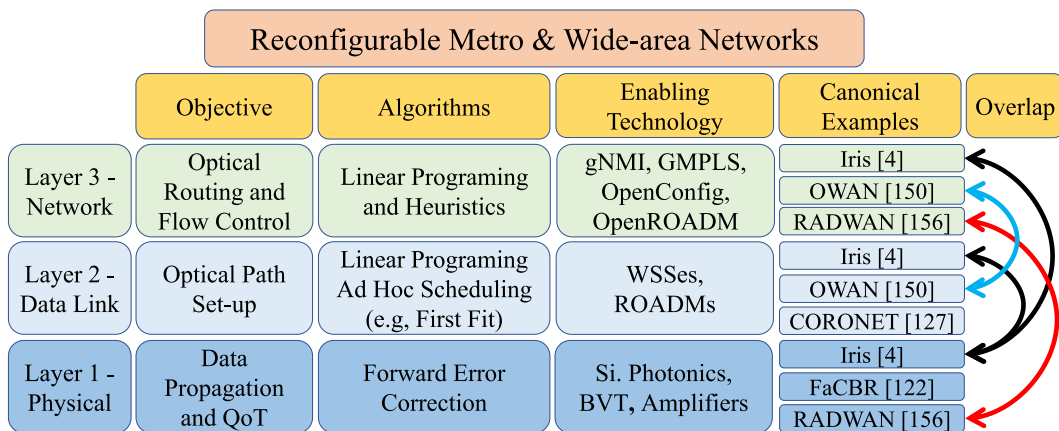 Reconfigurable Metro & Wide-area Networks
Objective
Algorithms
Enabling
Technology
Canonical
Examples
Overlap
Layer 3 -
Network
Optical
Routing and
Flow Control
Linear Programing
and Heuristics
gNMI, GMPLS,
OpenConfig,
OpenROADM
Iris [4]
OWAN [150]
RADWAN [156]
Layer 2 -
Data Link
Optical Path
Set-up
Linear Programing
Ad Hoc Scheduling
(e.g, First Fit)
WSSes,
ROADMs
Iris [4]
OWAN [150]
CORONET [127]
Layer 1 -
Physical
Data
Propagation
and QoT
Forward Error
Correction
Si. Photonics,
BVT, Amplifiers
Iris [4]
FaCBR [122]
RADWAN [156]